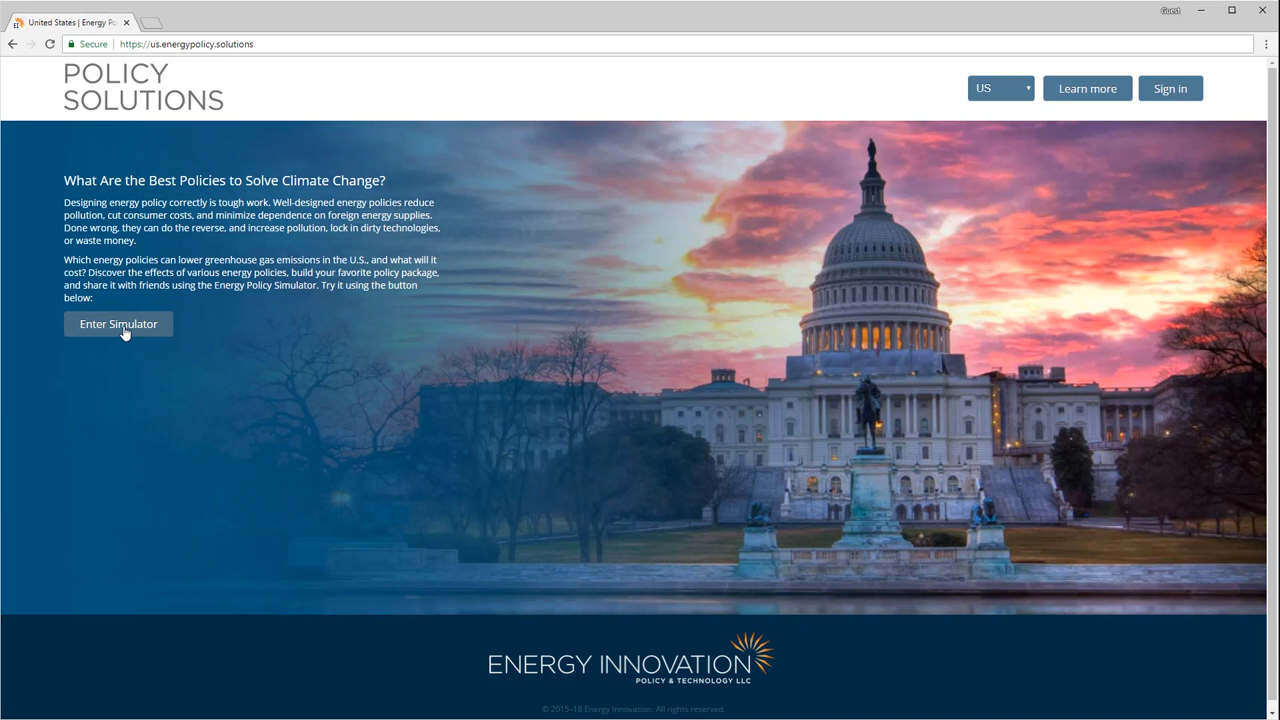 United States | Energy Po
Guest
Secure
https://us.energypolicy.solutions
POLICY
SOLUTIONS
US
Learn more
Sign in
What Are the Best Policies to Solve Climate Change?
Designing energy policy correctly is tough work. Well-designed energy policies reduce
pollution, cut consumer costs, and minimize dependence on foreign energy supplies.
Done wrong, they can do the reverse, and increase pollution, lock in dirty technologies,
or waste money.
Which energy policies can lower greenhouse gas emissions in the U.S., and what will it
cost? Discover the effects of various energy policies, build your favorite policy package,
and share it with friends using the Energy Policy Simulator. Try it using the button
below:
Enter Simulator
ENERGY INNOVATION
POLICY & TECHNOLOGY LLC
© 2015-18 Energy Innovation. All rights reserved.